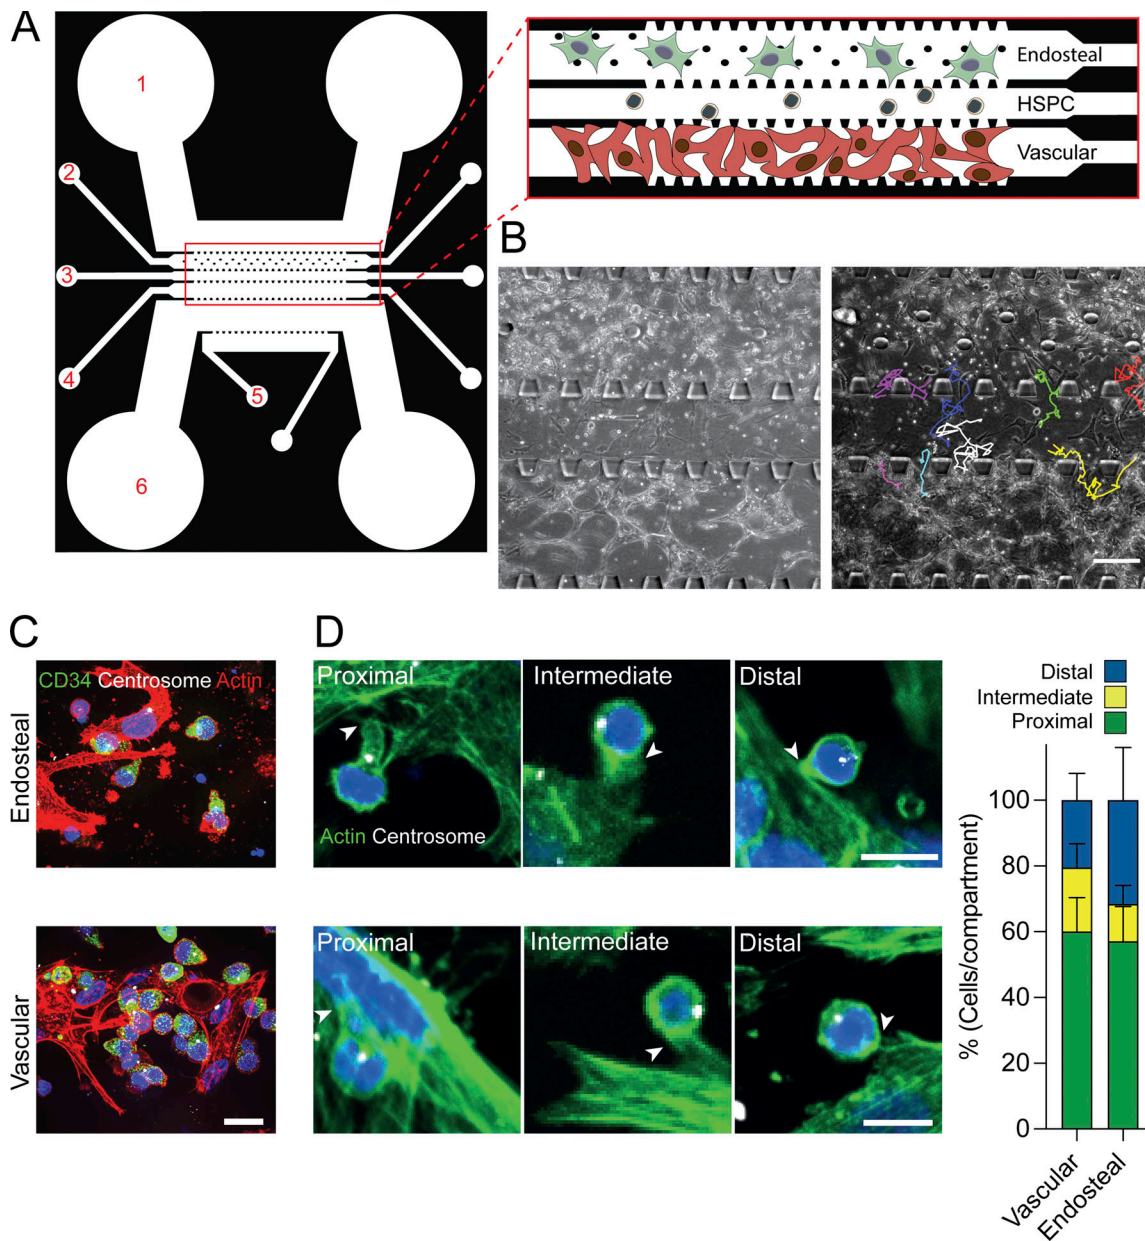 A
1
2
3
4
5
6
Endosteal
HSPC
Vascular
B
C
CD34 Centrosome Actin
Endosteal
Vascular
D
Proximal
Intermediate
Distal
Actin Centrosome
Proximal
Intermediate
Distal
Distal
Intermediate
Proximal
% (Cells/compartment)
100
80
60
40
20
0
Vascular
Endosteal